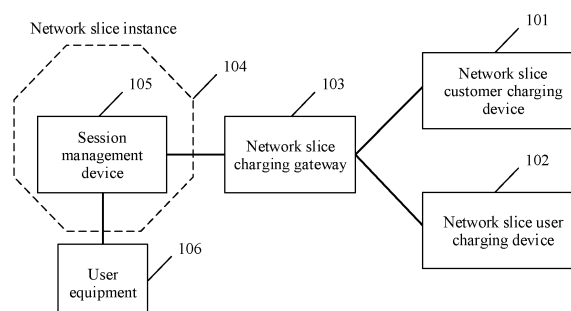 Network slice instance
104
105
Session
management
device
103
Network slice
charging gateway
101
Network slice
customer charging
device
102
Network slice user
charging device
106
User
equipment